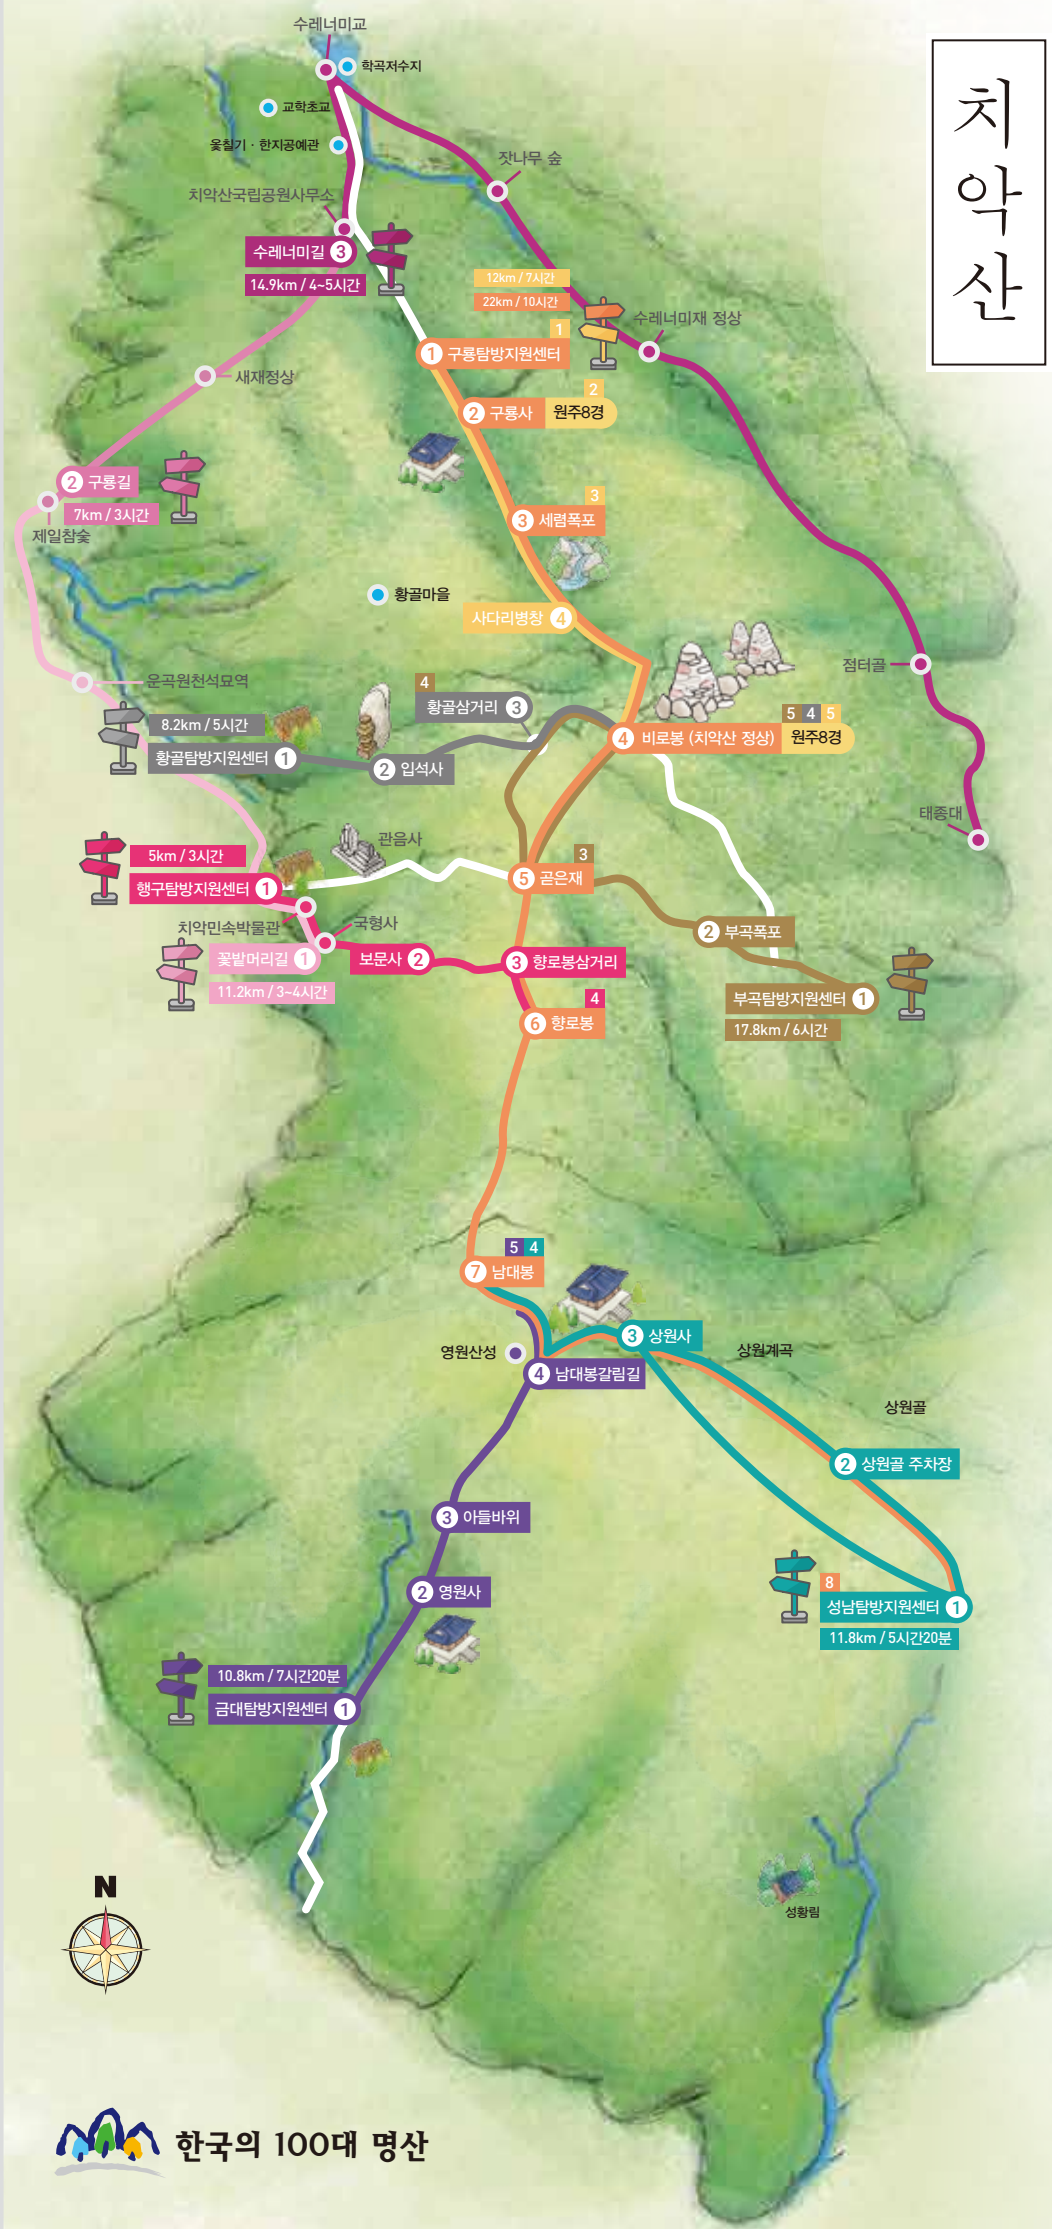 치악산
수레너미교
학곡저수지
교학초교
옻칠기 · 한지공예관
잣나무 숲
치악산국립공원사무소
수레너미길 3
14.9km / 4~5시간
12km / 7시간
22km / 10시간
수레너미재 정상
1
1 구룡탐방지원센터
새재정상
2
2 구룡사 원주8경
2 구룡길
7km / 3시간
제일참숯
3
3 세렴폭포
황골마을
사다리병창 4
점터골
운곡원천석묘역
4
황골삼거리 3
8.2km / 5시간
황골탐방지원센터 1
2 입석사
5 4 5
4 비로봉 (치악산 정상) 원주8경
태종대
관음사
5km / 3시간
행구탐방지원센터 1
3
5 곧은재
치악민속박물관
국형사
2 부곡폭포
꽃밭머리길 1
11.2km / 3~4시간
보문사 2
3 향로봉삼거리
4
6 향로봉
부곡탐방지원센터 1
17.8km / 6시간
5 4
7 남대봉
3 상원사
영원산성
상원계곡
4 남대봉갈림길
상원골
2 상원골 주차장
3 아들바위
2 영원사
8
성남탐방지원센터 1
11.8km / 5시간20분
10.8km / 7시간20분
금대탐방지원센터 1
N
성황림
한국의 100대 명산